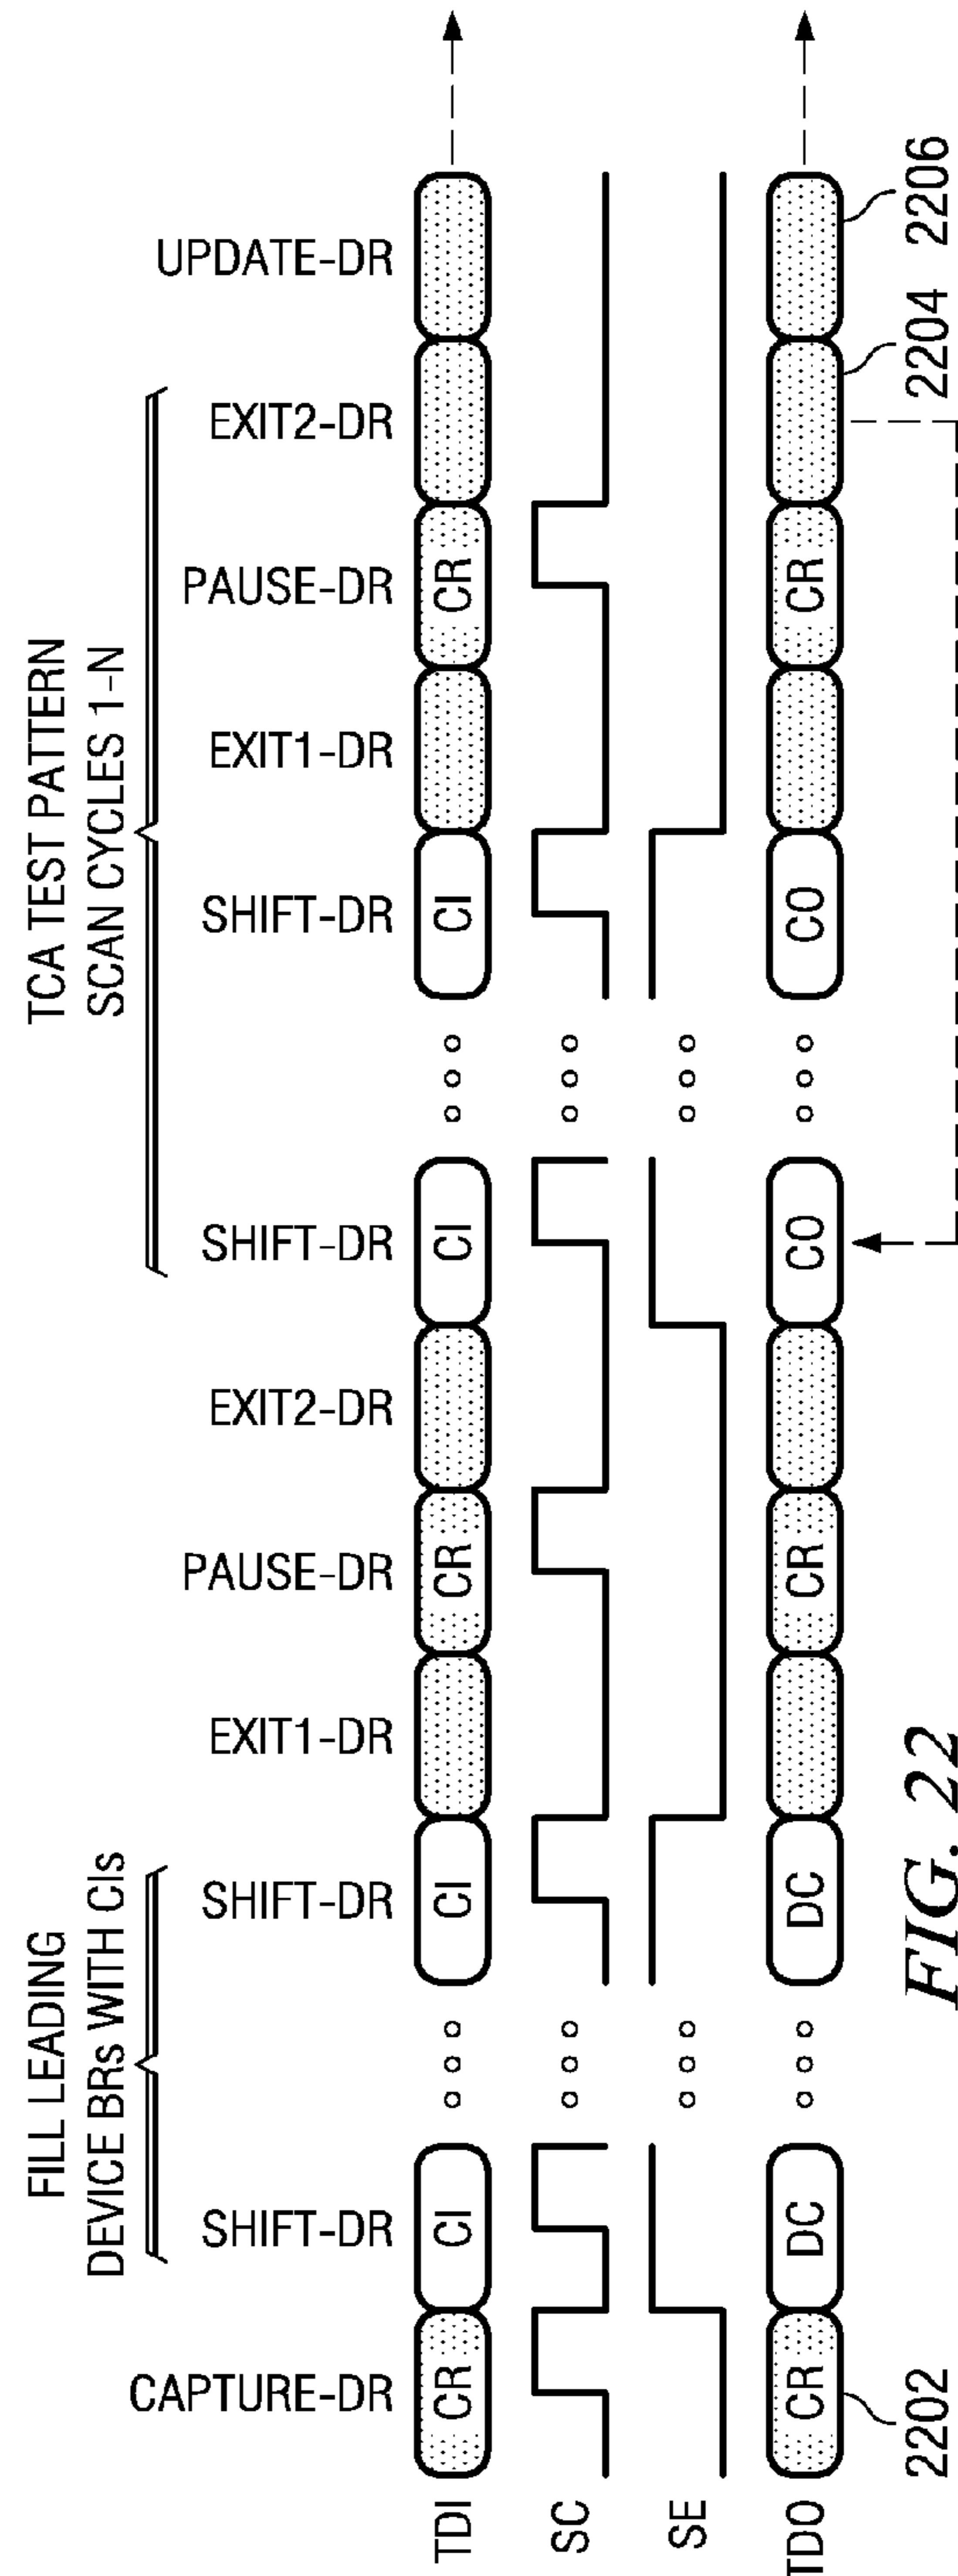 FILL LEADING
DEVICE BRs WITH CIs
TCA TEST PATTERN
SCAN CYCLES 1-N
CAPTURE-DR
SHIFT-DR
SHIFT-DR
EXIT1-DR
PAUSE-DR
EXIT2-DR
SHIFT-DR
SHIFT-DR
EXIT1-DR
PAUSE-DR
EXIT2-DR
UPDATE-DR
TDI CR CI CI CR CI CI CR
SC
SE
TDO CR DC DC CR CO CO CR
2202
2204
2206
FIG. 22